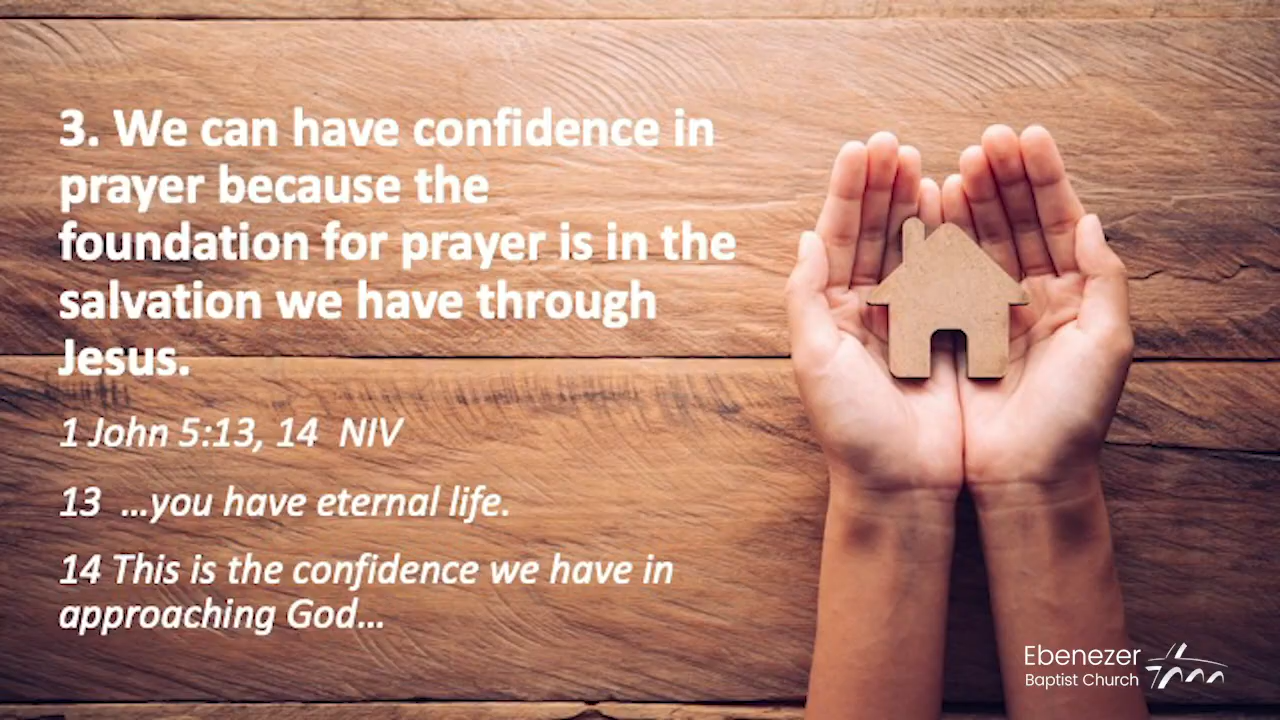 3. We can have confidence in
prayer because the
foundation for prayer is in the
salvation we have through
Jesus.
1 John 5:13, 14  NIV
13  ...you have eternal life.
14 This is the confidence we have in
approaching God...
Ebenezer
Baptist Church